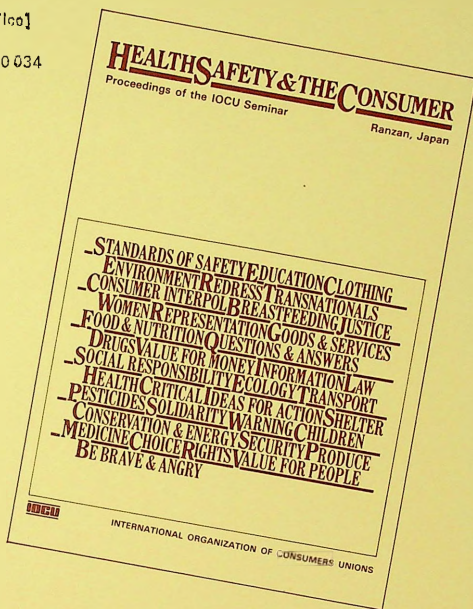 0034
HEALTH SAFETY & THE CONSUMER
Proceedings of the IOCU Seminar
Ranzan, Japan
STANDARDS OF SAFETY EDUCATION CLOTHING
ENVIRONMENT REDRESS TRANSNATIONALS
CONSUMER INTERPOL BREASTFEEDING JUSTICE
WOMEN REPRESENTATION GOODS & SERVICES
FOOD & NUTRITION QUESTIONS & ANSWERS
DRUGS VALUE FOR MONEY INFORMATION LAW
SOCIAL RESPONSIBILITY ECOLOGY TRANSPORT
HEALTH CRITICAL IDEAS FOR ACTION SHELTER
PESTICIDES SOLIDARITY WARNING CHILDREN
CONSERVATION & ENERGY SECURITY PRODUCE
MEDICINE CHOICE RIGHTS VALUE FOR PEOPLE
BE BRAVE & ANGRY
IOCU
INTERNATIONAL ORGANIZATION OF CONSUMERS UNIONS